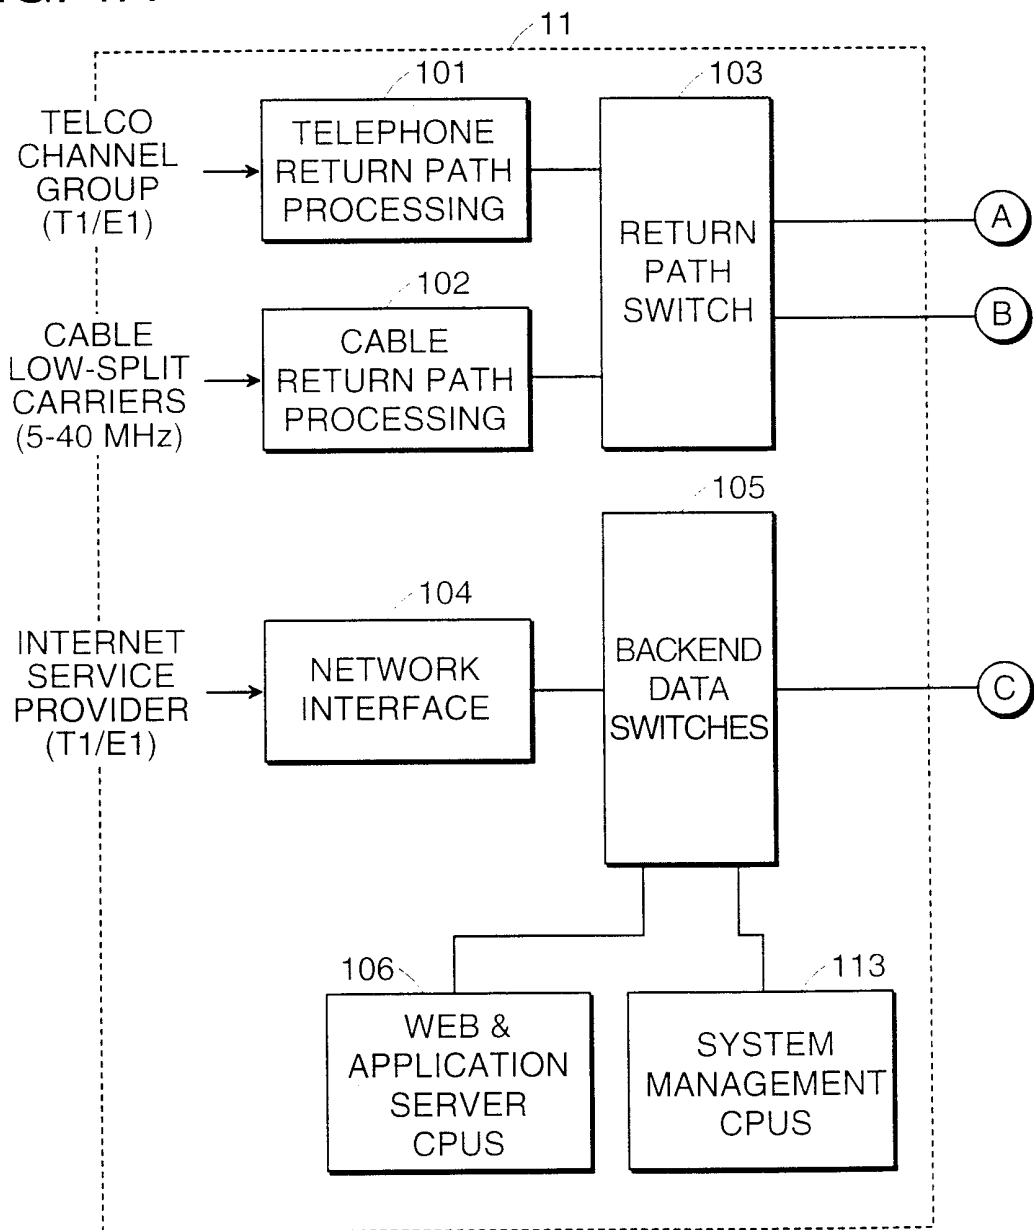 11
101
103
TELCO
CHANNEL
GROUP
(T1/E1)
TELEPHONE
RETURN PATH
PROCESSING
RETURN
PATH
SWITCH
A
B
102
CABLE
LOW-SPLIT
CARRIERS
(5-40 MHz)
CABLE
RETURN PATH
PROCESSING
105
104
INTERNET
SERVICE
PROVIDER
(T1/E1)
NETWORK
INTERFACE
BACKEND
DATA
SWITCHES
C
106
113
WEB &
APPLICATION
SERVER
CPUS
SYSTEM
MANAGEMENT
CPUS